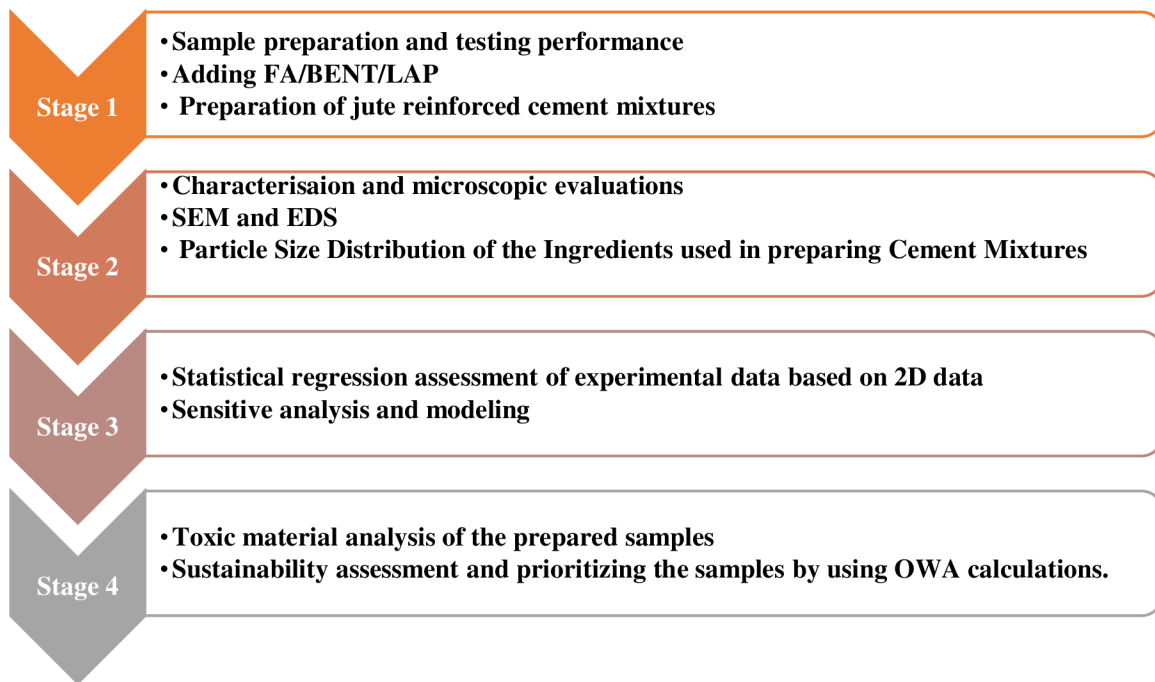 Stage 1
• Sample preparation and testing performance
• Adding FA/BENT/LAP
• Preparation of jute reinforced cement mixtures
Stage 2
• Characterisaion and microscopic evaluations
• SEM and EDS
• Particle Size Distribution of the Ingredients used in preparing Cement Mixtures
Stage 3
• Statistical regression assessment of experimental data based on 2D data
• Sensitive analysis and modeling
Stage 4
• Toxic material analysis of the prepared samples
• Sustainability assessment and prioritizing the samples by using OWA calculations.